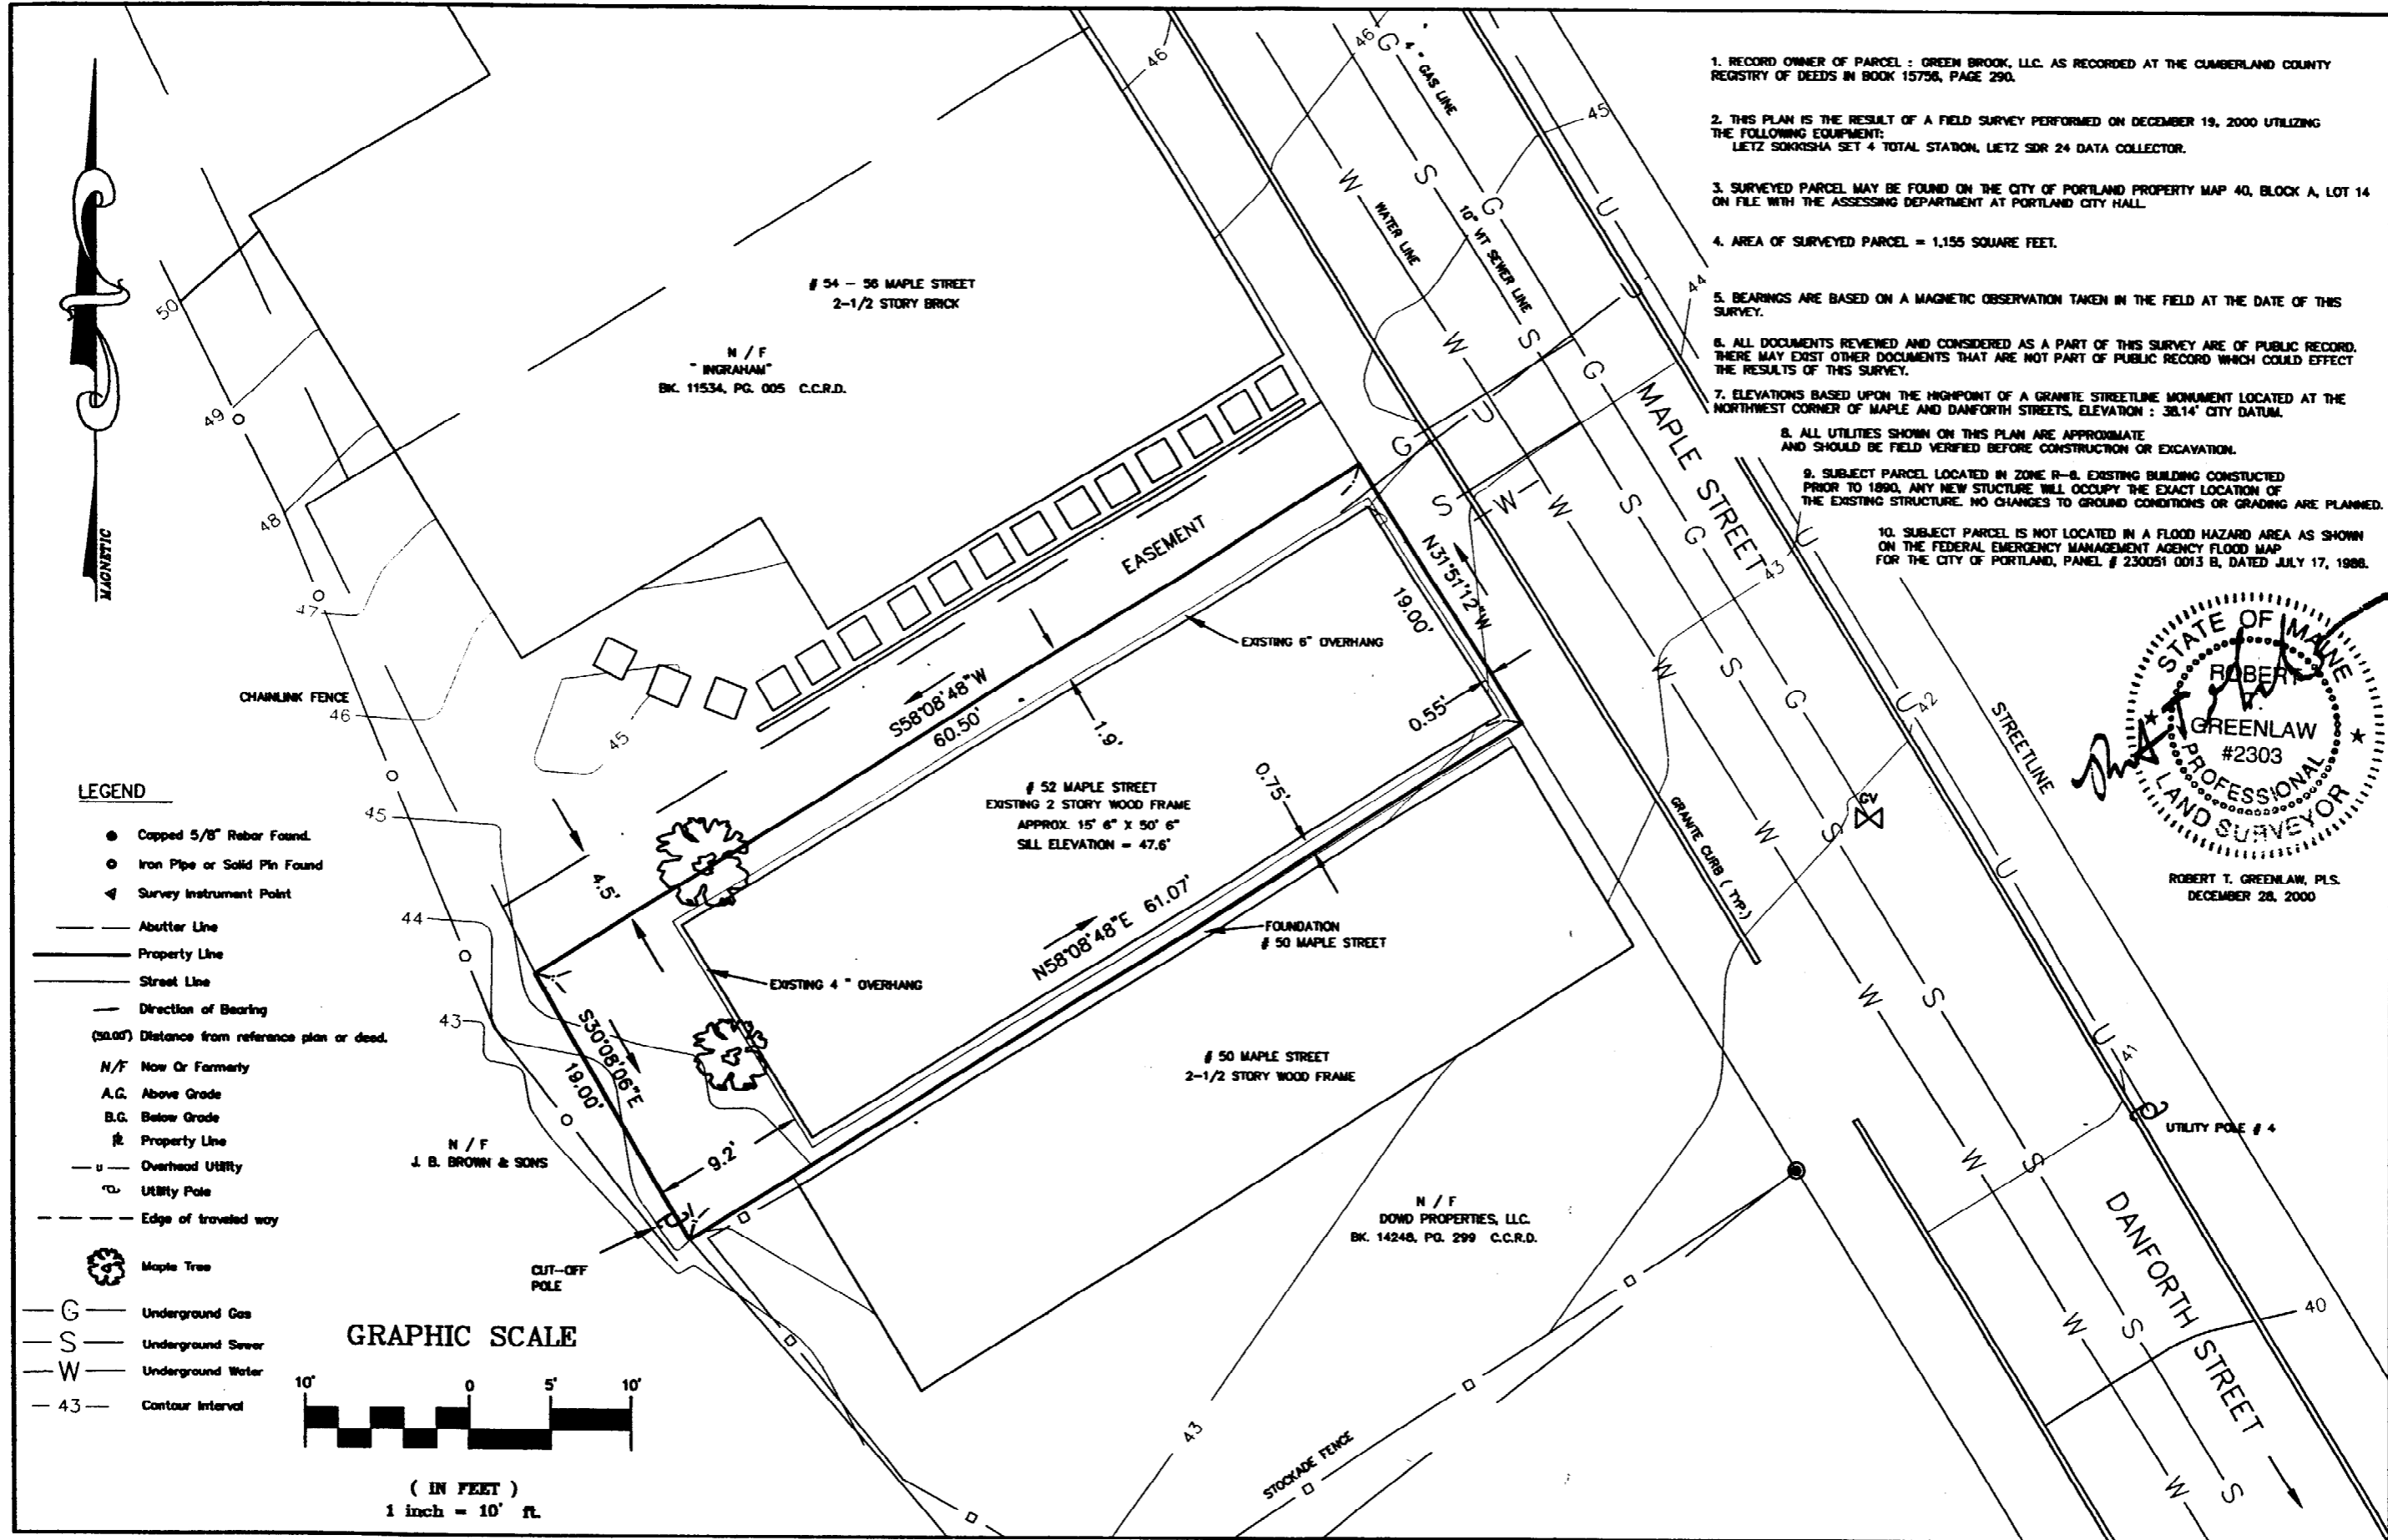 1. RECORD OWNER OF PARCEL : GREEN BROOK, LLC. AS RECORDED AT THE CUMBERLAND COUNTY
REGISTRY OF DEEDS IN BOOK 15756, PAGE 290.
2. THIS PLAN IS THE RESULT OF A FIELD SURVEY PERFORMED ON DECEMBER 19, 2000 UTILIZING
THE FOLLOWING EQUIPMENT:
LIETZ SOKKISHA SET 4 TOTAL STATION, LIETZ SDR 24 DATA COLLECTOR.
3. SURVEYED PARCEL MAY BE FOUND ON THE CITY OF PORTLAND PROPERTY MAP 40, BLOCK A, LOT 14
ON FILE WITH THE ASSESSING DEPARTMENT AT PORTLAND CITY HALL.
4. AREA OF SURVEYED PARCEL = 1,155 SQUARE FEET.
5. BEARINGS ARE BASED ON A MAGNETIC OBSERVATION TAKEN IN THE FIELD AT THE DATE OF THIS
SURVEY.
6. ALL DOCUMENTS REVIEWED AND CONSIDERED AS A PART OF THIS SURVEY ARE OF PUBLIC RECORD.
THERE MAY EXIST OTHER DOCUMENTS THAT ARE NOT PART OF PUBLIC RECORD WHICH COULD EFFECT
THE RESULTS OF THIS SURVEY.
7. ELEVATIONS BASED UPON THE HIGHPOINT OF A GRANITE STREETLINE MONUMENT LOCATED AT THE
NORTHWEST CORNER OF MAPLE AND DANFORTH STREETS, ELEVATION : 38.14' CITY DATUM.
8. ALL UTILITIES SHOWN ON THIS PLAN ARE APPROXIMATE
AND SHOULD BE FIELD VERIFIED BEFORE CONSTRUCTION OR EXCAVATION.
9. SUBJECT PARCEL LOCATED IN ZONE R-6. EXISTING BUILDING CONSTUCTED
PRIOR TO 1890, ANY NEW STUCTURE WILL OCCUPY THE EXACT LOCATION OF
THE EXISTING STRUCTURE. NO CHANGES TO GROUND CONDITIONS OR GRADING ARE PLANNED.
10. SUBJECT PARCEL IS NOT LOCATED IN A FLOOD HAZARD AREA AS SHOWN
ON THE FEDERAL EMERGENCY MANAGEMENT AGENCY FLOOD MAP
FOR THE CITY OF PORTLAND, PANEL # 230051 0013 B, DATED JULY 17, 1986.
STATE OF MAINE
ROBERT T.
GREENLAW
#2303
PROFESSIONAL
LAND SURVEYOR
ROBERT T. GREENLAW, PLS.
DECEMBER 28, 2000
MAGNETIC
# 54 - 56 MAPLE STREET
2-1/2 STORY BRICK
N / F
" INGRAHAM"
BK. 11534, PG. 005 C.C.R.D.
46
46
45
44
43
42
41
40
50
49
48
47
46
45
45
44
43
43
4 " GAS LINE
WATER LINE
10" VIT SEWER LINE
MAPLE STREET
STREETLINE
GRANITE CURB ( TYP.)
GV
UTILITY POLE # 4
DANFORTH STREET
G
S
W
U
EASEMENT
N31°51'12"W
19.00'
EXISTING 6" OVERHANG
S58°08'48"W
60.50'
1.9'
0.55'
0.75'
# 52 MAPLE STREET
EXISTING 2 STORY WOOD FRAME
APPROX. 15' 6" X 50' 6"
SILL ELEVATION = 47.6'
N58°08'48"E 61.07'
FOUNDATION
# 50 MAPLE STREET
EXISTING 4 " OVERHANG
4.5'
S30°08'06"E
19.00'
9.2'
# 50 MAPLE STREET
2-1/2 STORY WOOD FRAME
N / F
J. B. BROWN & SONS
N / F
DOWD PROPERTIES, LLC.
BK. 14248, PG. 299 C.C.R.D.
CUT-OFF
POLE
STOCKADE FENCE
CHAINLINK FENCE
LEGEND
Capped 5/8" Rebar Found.
Iron Pipe or Solid Pin Found
Survey Instrument Point
Abutter Line
Property Line
Street Line
Direction of Bearing
(50.00') Distance from reference plan or deed.
N/F Now Or Formerly
A.G. Above Grade
B.G. Below Grade
Property Line
U Overhead Utility
Utility Pole
Edge of traveled way
Maple Tree
G Underground Gas
S Underground Sewer
W Underground Water
43 Contour Interval
GRAPHIC SCALE
10' 0 5' 10'
( IN FEET )
1 inch = 10' ft.